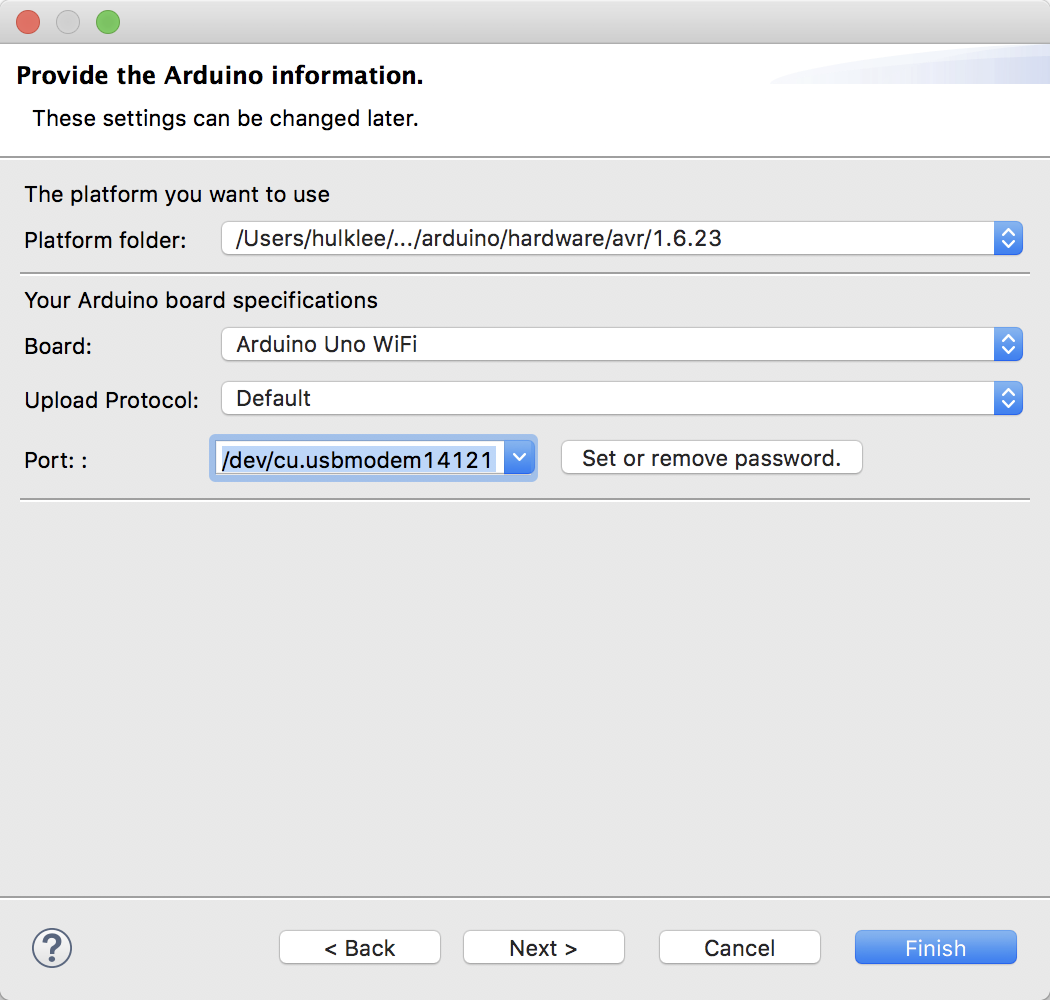 Provide the Arduino information.
These settings can be changed later.
The platform you want to use
Platform folder: /Users/hulklee/.../arduino/hardware/avr/1.6.23
Your Arduino board specifications
Board: Arduino Uno WiFi
Upload Protocol: Default
Port: : /dev/cu.usbmodem14121 Set or remove password.
? < Back Next > Cancel Finish